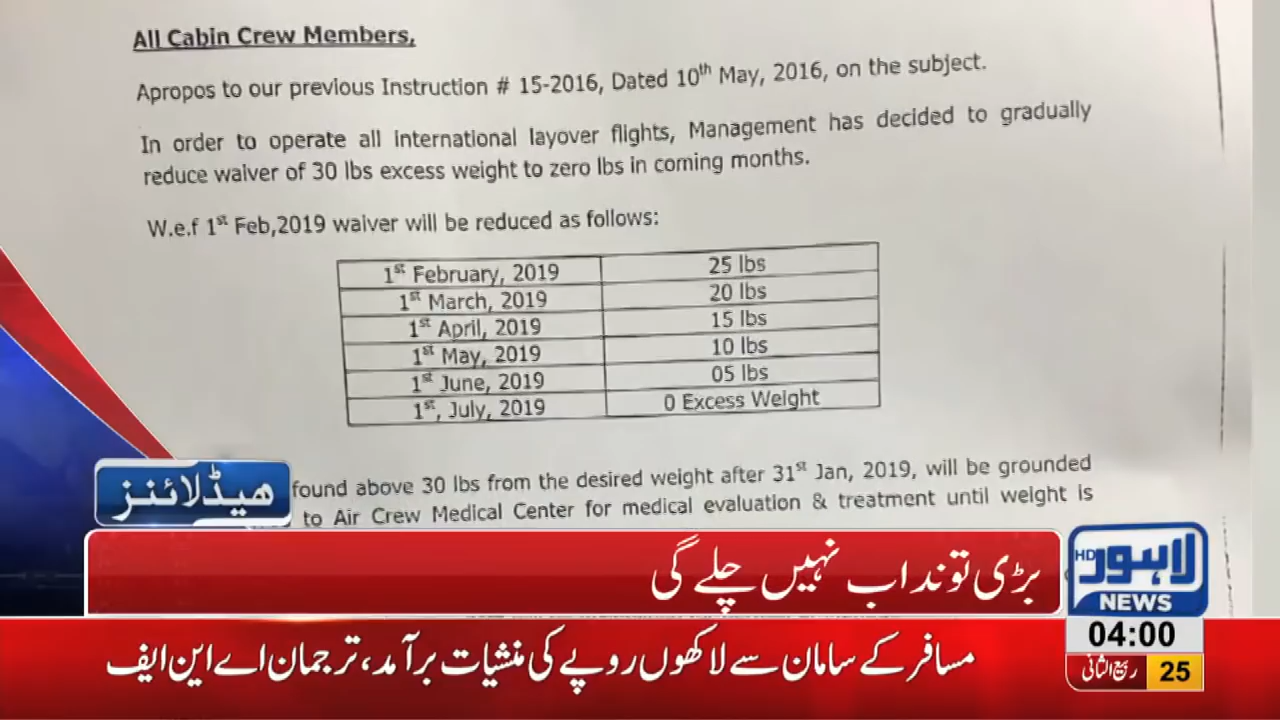 All Cabin Crew Members,
Apropos to our previous Instruction # 15-2016, Dated 10th May, 2016, on the subject.
In order to operate all international layover flights, Management has decided to gradually
reduce waiver of 30 lbs excess weight to zero lbs in coming months.
W.e.f 1st Feb,2019 waiver will be reduced as follows:
1st February, 2019 25 lbs
1st March, 2019 20 lbs
1st April, 2019 15 lbs
1st May, 2019 10 lbs
1st June, 2019 05 lbs
1st, July, 2019 0 Excess Weight
found above 30 lbs from the desired weight after 31st Jan, 2019, will be grounded
to Air Crew Medical Center for medical evaluation & treatment until weight is
ہیڈلائنز
بڑی توند اب نہیں چلے گی
لاہور HD
NEWS
04:00
مسافر کے سامان سے لاکھوں روپے کی منشیات برآمد، ترجمان اے این ایف
25 ربیع الثانی